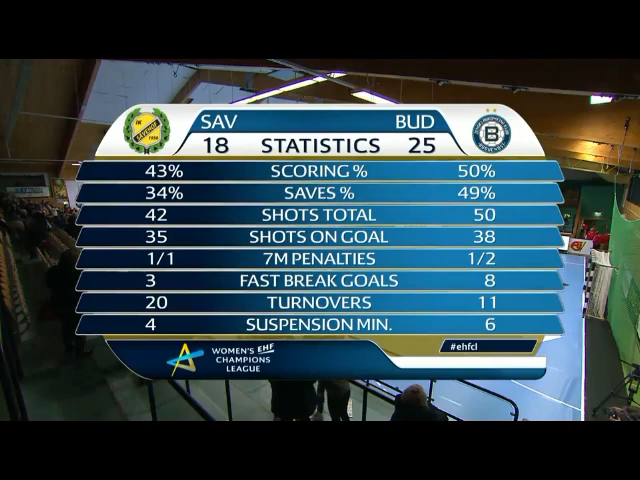 SAV BUD
18 STATISTICS 25
43% SCORING % 50%
34% SAVES % 49%
42 SHOTS TOTAL 50
35 SHOTS ON GOAL 38
1/1 7M PENALTIES 1/2
3 FAST BREAK GOALS 8
20 TURNOVERS 11
4 SUSPENSION MIN. 6
#ehfcl
WOMEN'S EHF
CHAMPIONS
LEAGUE